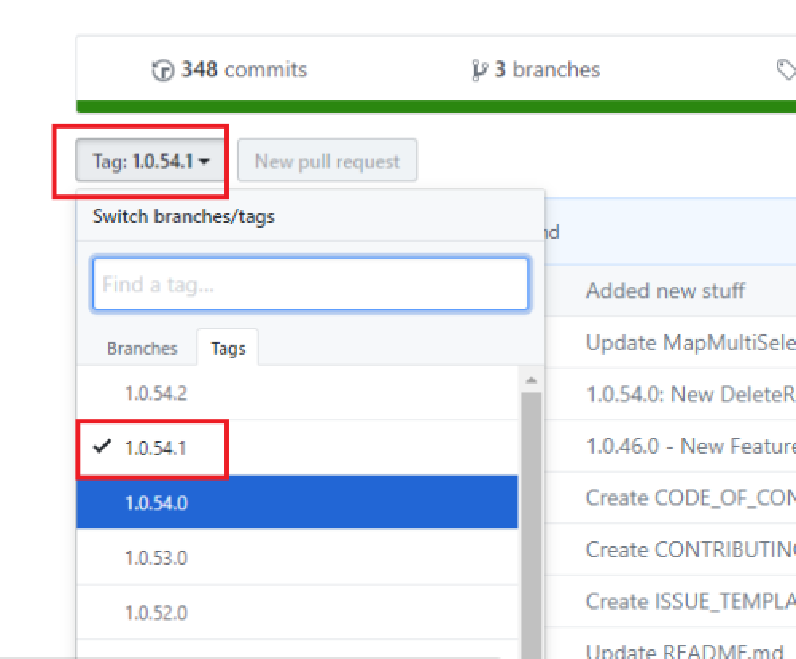 348 commits
3 branches
Tag: 1.0.54.1
New pull request
Switch branches/tags
Find a tag...
Branches
Tags
1.0.54.2
1.0.54.1
1.0.54.0
1.0.53.0
1.0.52.0
nd
Added new stuff
Update MapMultiSele
1.0.54.0: New DeleteR
1.0.46.0 - New Feature
Create CODE_OF_CON
Create CONTRIBUTING
Create ISSUE_TEMPLA
Update README.md